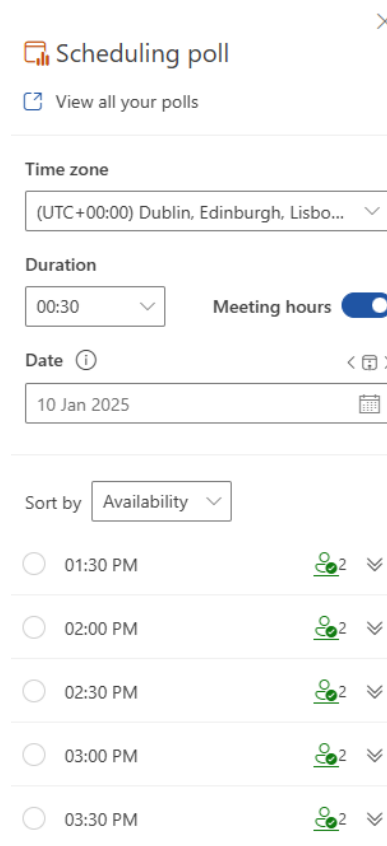 Scheduling poll
View all your polls
Time zone
(UTC+00:00) Dublin, Edinburgh, Lisbo...
Duration
00:30
Meeting hours
Date
10 Jan 2025
Sort by
Availability
01:30 PM 2
02:00 PM 2
02:30 PM 2
03:00 PM 2
03:30 PM 2